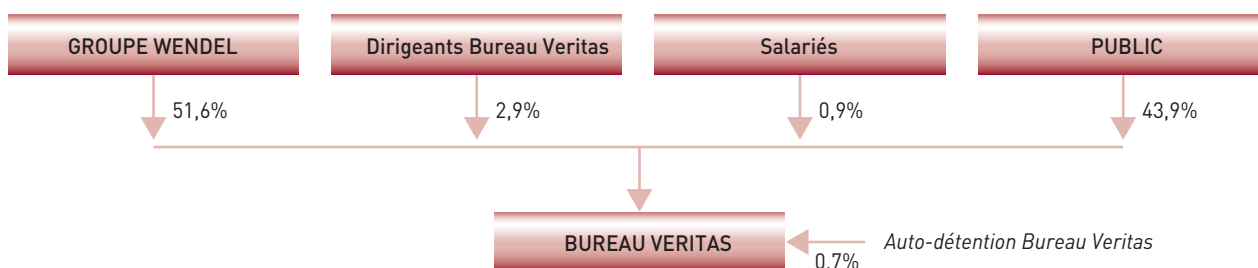 GROUPE WENDEL
Dirigeants Bureau Veritas
Salariés
PUBLIC
51,6%
2,9%
0,9%
43,9%
BUREAU VERITAS
Auto-détention Bureau Veritas
0,7%